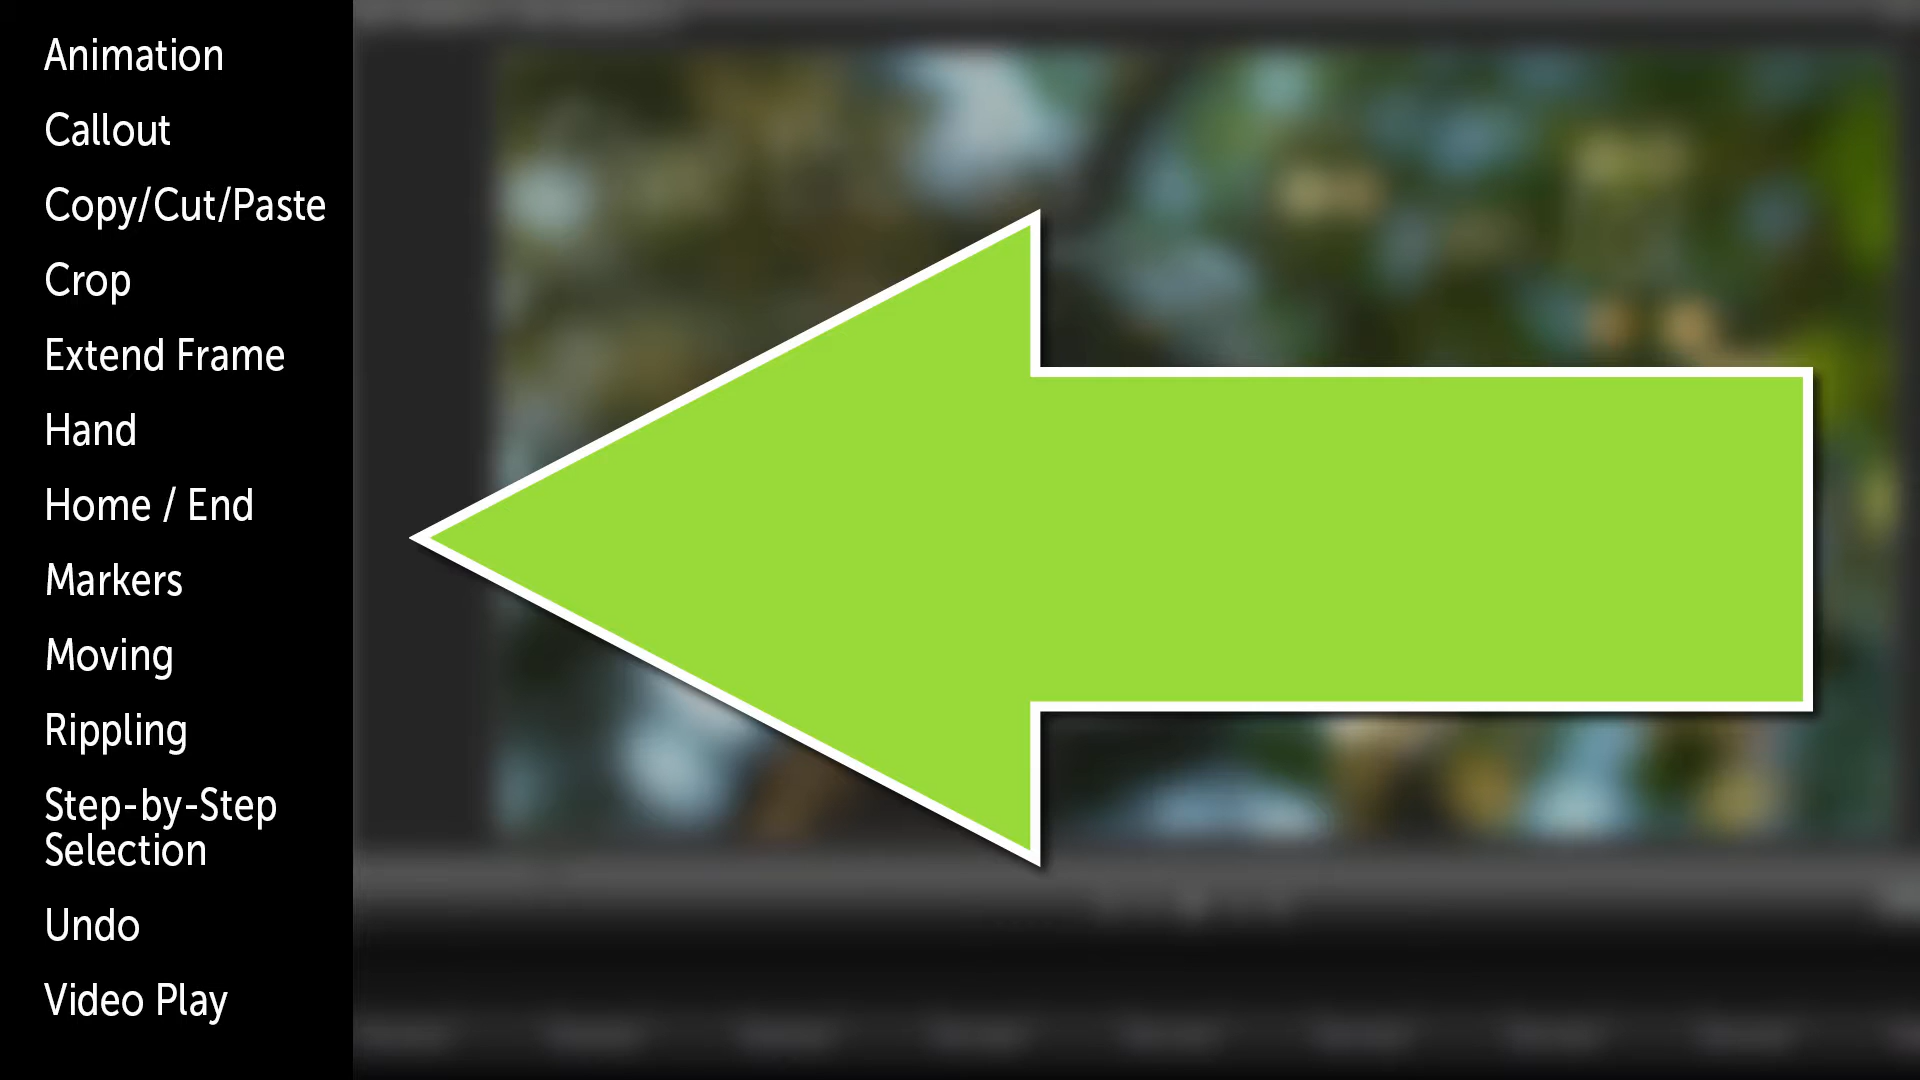 Animation
Callout
Copy/Cut/Paste
Crop
Extend Frame
Hand
Home / End
Markers
Moving
Rippling
Step-by-Step
Selection
Undo
Video Play